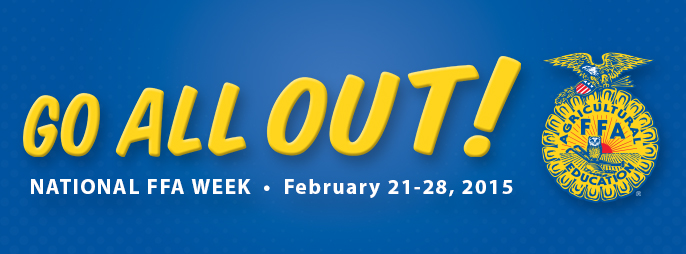 GO ALL OUT!
NATIONAL FFA WEEK • February 21-28, 2015
AGRICULTURAL
FFA
EDUCATION
®